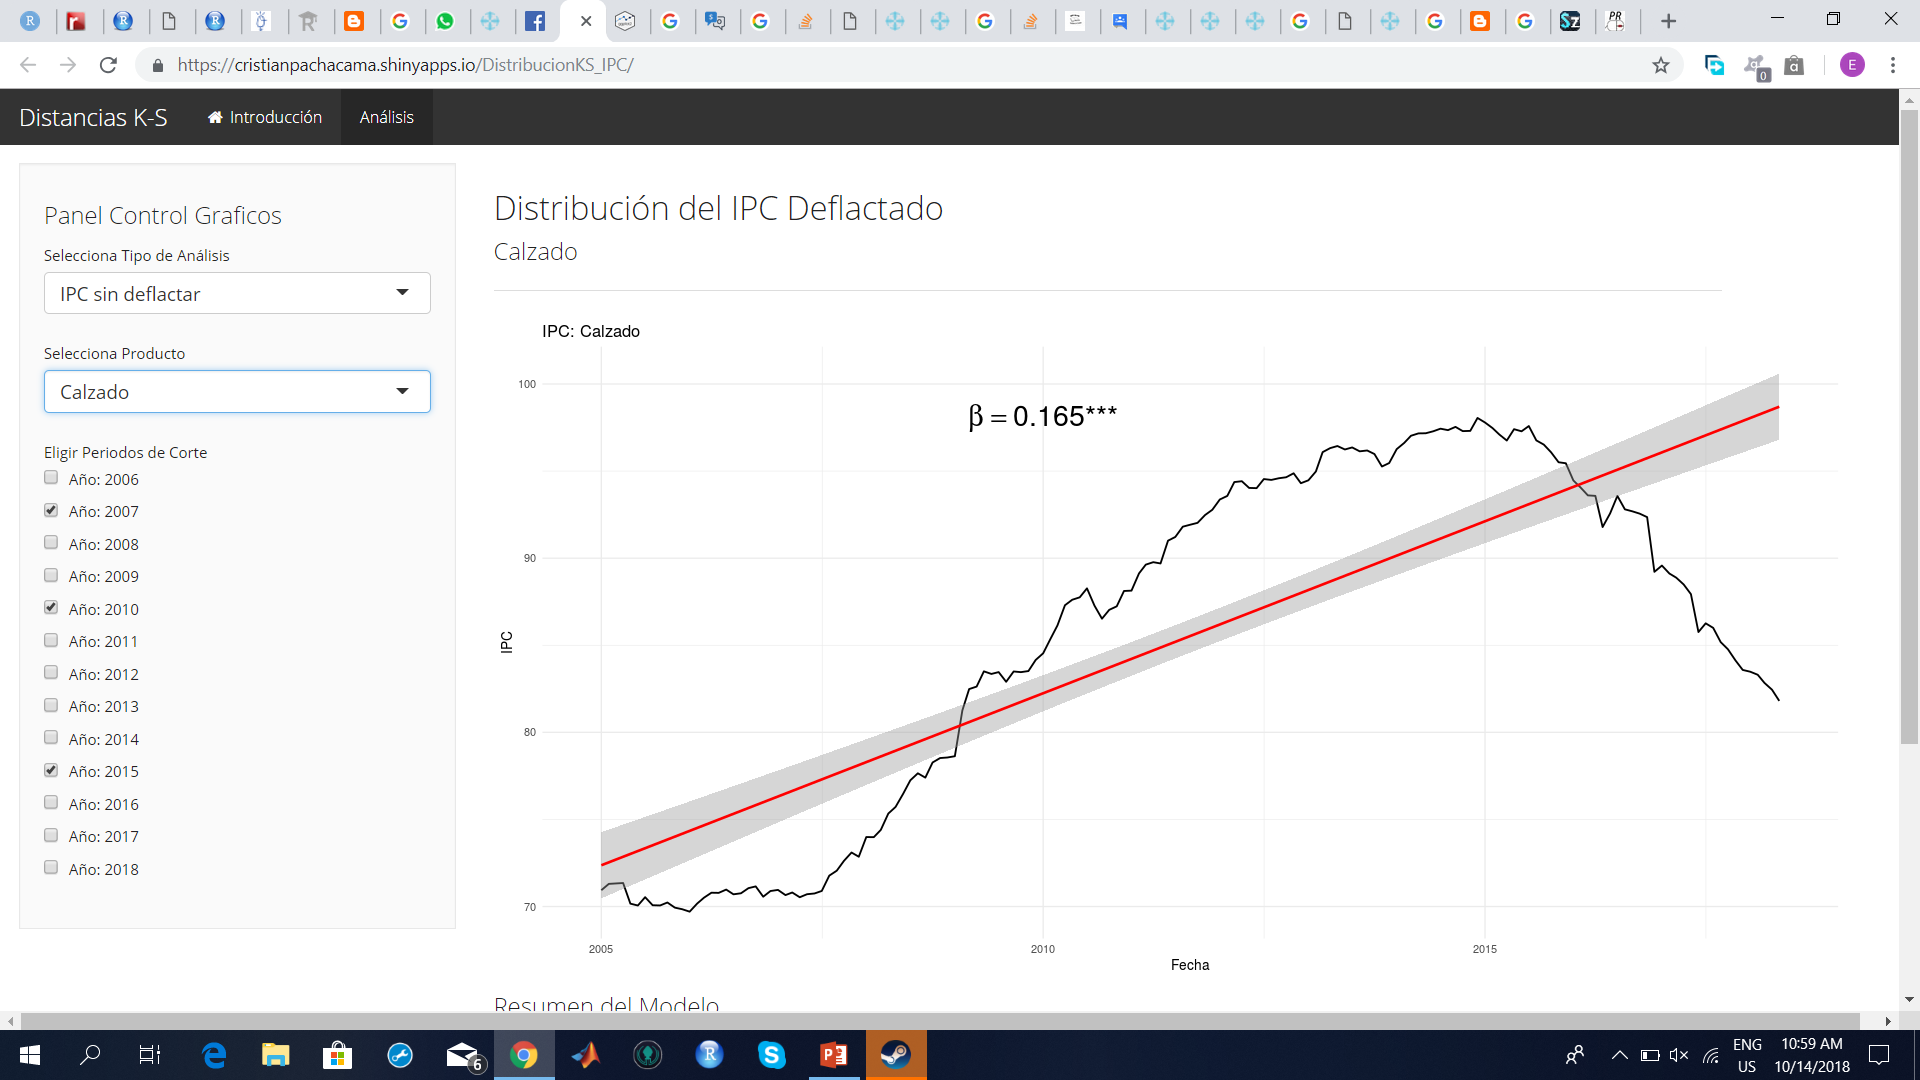 https://cristianpachacama.shinyapps.io/DistribucionKS_IPC/
0
a
E
Distancias K-S
Introducción
Análisis
Panel Control Graficos
Selecciona Tipo de Análisis
IPC sin deflactar
Selecciona Producto
Calzado
Eligir Periodos de Corte
Año: 2006
Año: 2007
Año: 2008
Año: 2009
Año: 2010
Año: 2011
Año: 2012
Año: 2013
Año: 2014
Año: 2015
Año: 2016
Año: 2017
Año: 2018
Distribución del IPC Deflactado
Calzado
IPC: Calzado
β = 0.165***
100
90
80
70
IPC
2005
2010
2015
Fecha
Resumen del Modelo
6
ENG
US
10:59 AM
10/14/2018